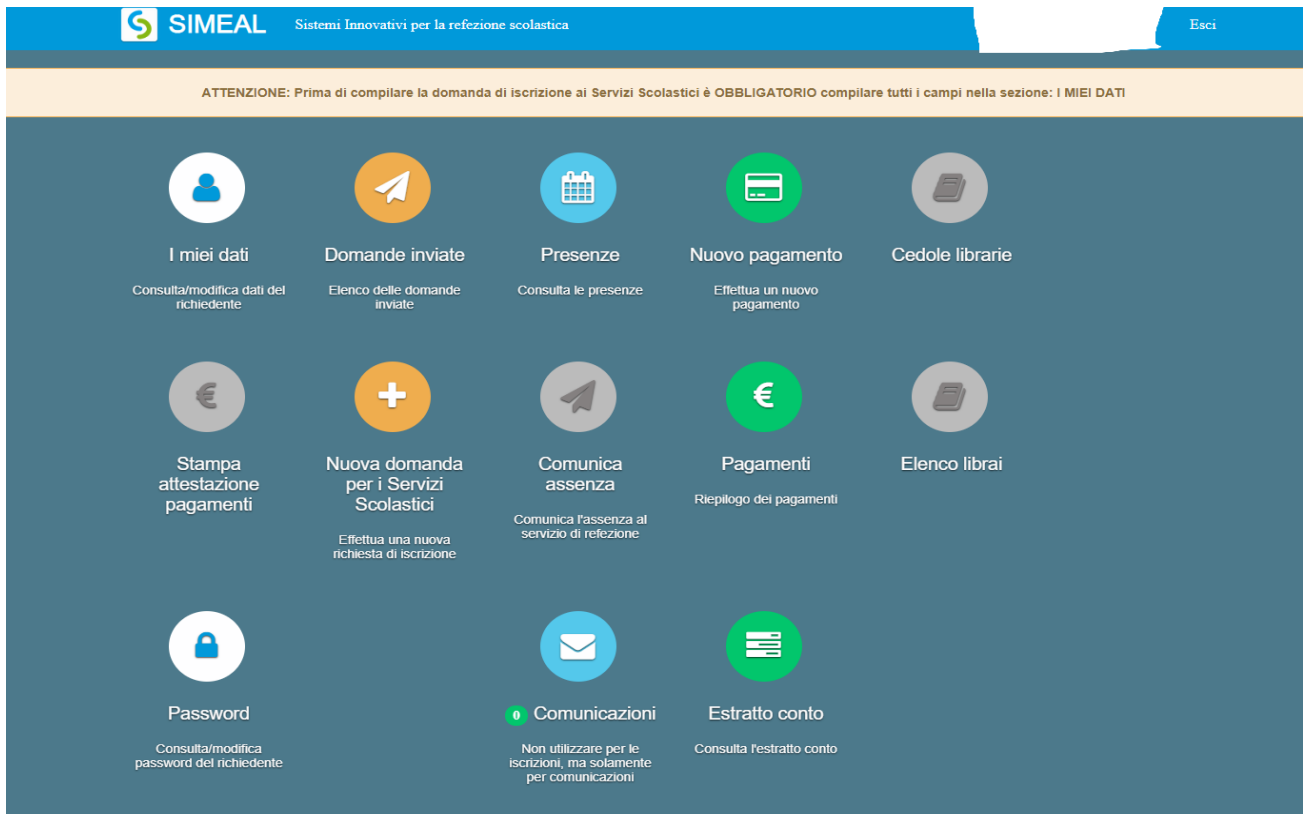 SIMEAL
Sistemi Innovativi per la refezione scolastica
Esci
ATTENZIONE: Prima di compilare la domanda di iscrizione ai Servizi Scolastici è OBBLIGATORIO compilare tutti i campi nella sezione: I MIEI DATI
I miei dati
Consulta/modifica dati del
richiedente
Domande inviate
Elenco delle domande
inviate
Presenze
Consulta le presenze
Nuovo pagamento
Effettua un nuovo
pagamento
Cedole librarie
€
Stampa
attestazione
pagamenti
Nuova domanda
per i Servizi
Scolastici
Effettua una nuova
richiesta di iscrizione
Comunica
assenza
Comunica l'assenza al
servizio di refezione
€
Pagamenti
Riepilogo dei pagamenti
Elenco librai
Password
Consulta/modifica
password del richiedente
0 Comunicazioni
Non utilizzare per le
iscrizioni, ma solamente
per comunicazioni
Estratto conto
Consulta l'estratto conto